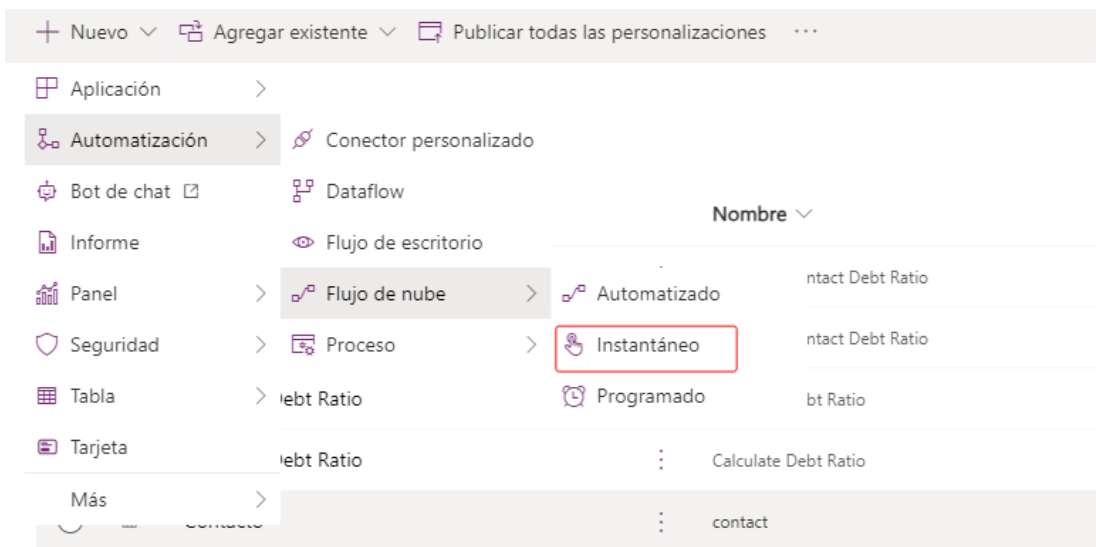 Nuevo Agregar existente Publicar todas las personalizaciones ...
Aplicación
Automatización Conector personalizado
Bot de chat Dataflow
Nombre
Informe Flujo de escritorio
Panel Flujo de nube Automatizado ntact Debt Ratio
Seguridad Proceso Instantáneo ntact Debt Ratio
Tabla ebt Ratio Programado bt Ratio
Tarjeta ebt Ratio Calculate Debt Ratio
Más
Contacto contact